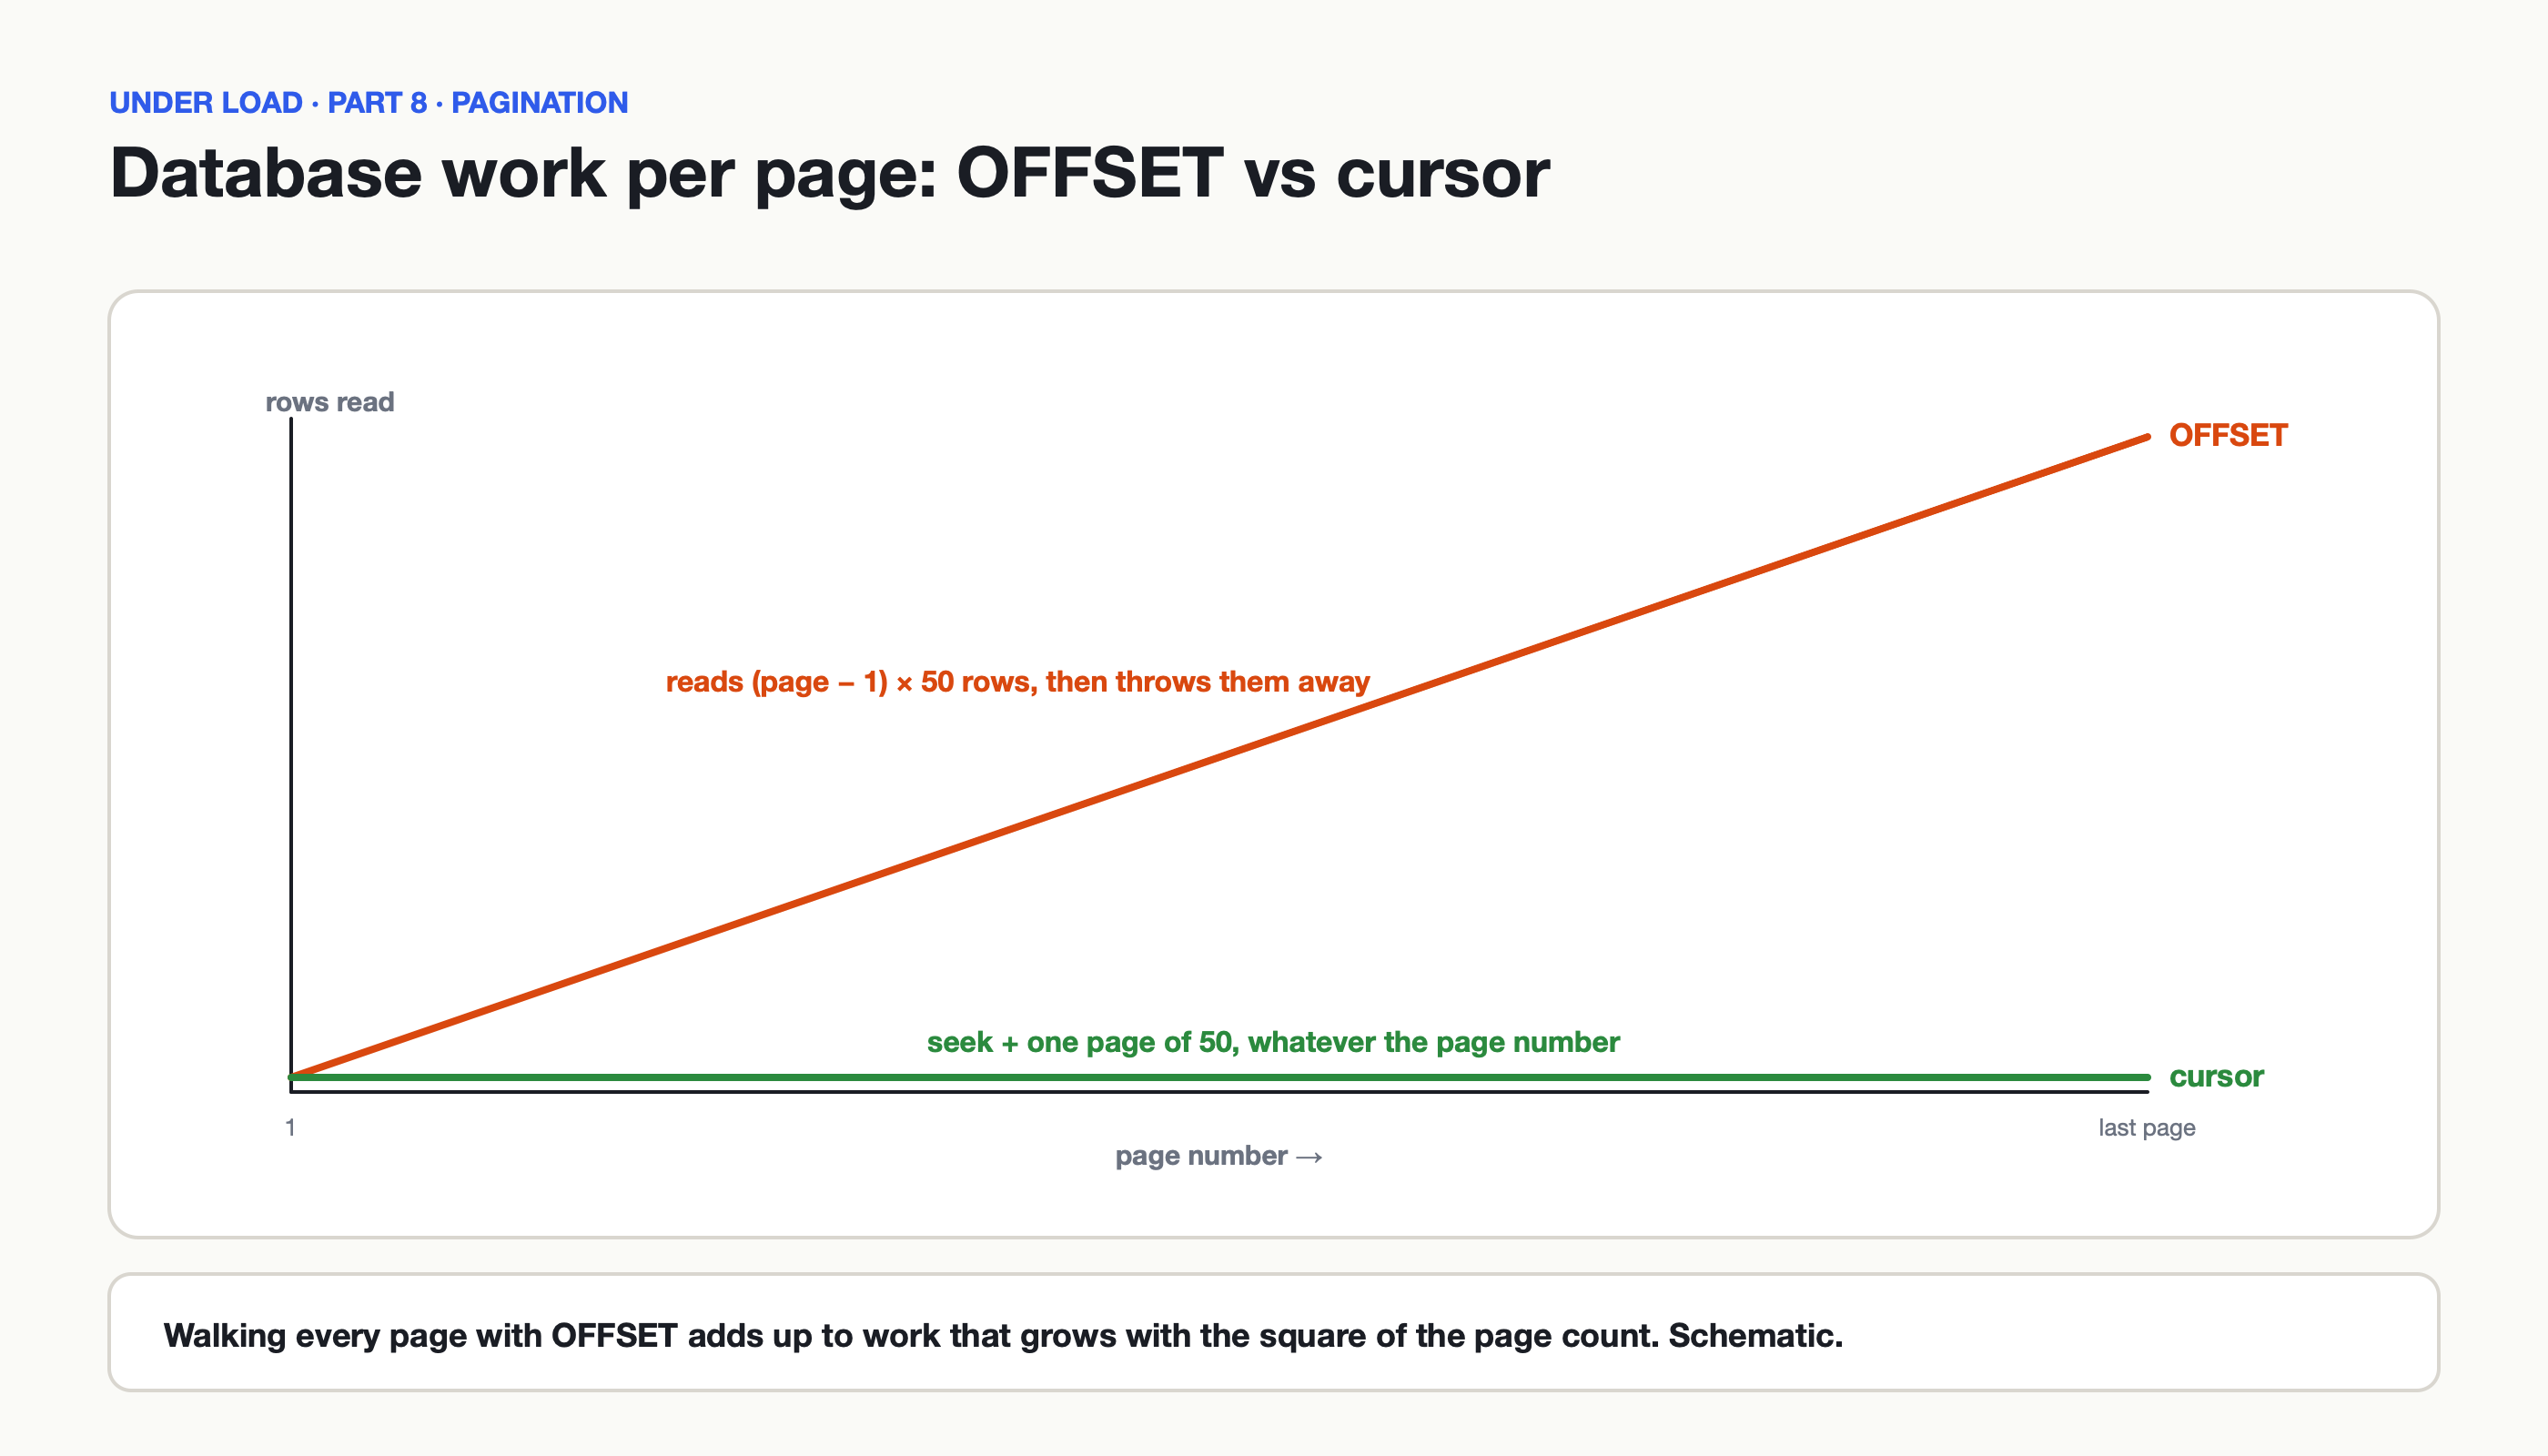 UNDER LOAD · PART 8 · PAGINATION
Database work per page: OFFSET vs cursor
rows read
OFFSET
reads (page − 1) × 50 rows, then throws them away
seek + one page of 50, whatever the page number
cursor
1
last page
page number →
Walking every page with OFFSET adds up to work that grows with the square of the page count. Schematic.